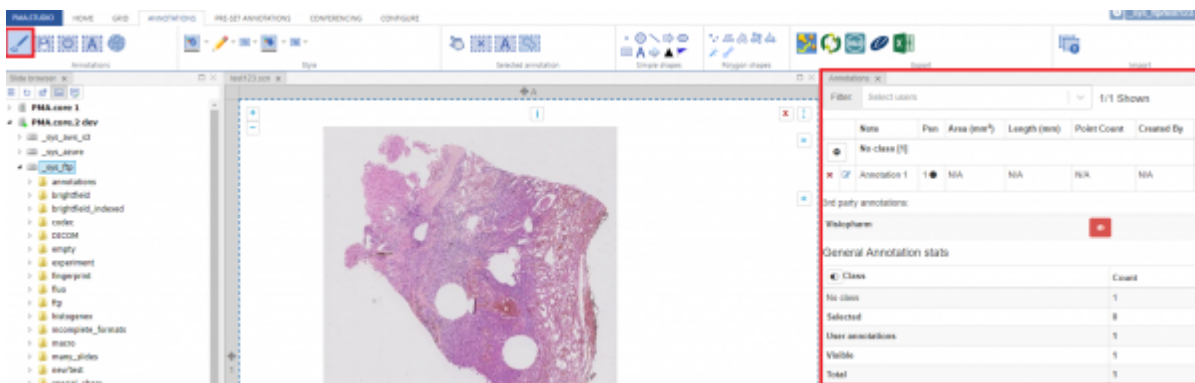 PMA.STUDIO HOME GRID ANNOTATIONS PRE-SET ANNOTATIONS CONFERENCING CONFIGURE
Annotations Style Selected annotation Simple shapes Polygon shapes Export Import
Slide browser x
test123.scn x
A
PMA.core 1
PMA.core.2 dev
_sys_aws_s3
_sys_azure
_sys_ftp
annotations
brightfield
brightfield_indexed
codec
DICOM
empty
experiment
fingerprint
fluo
ftp
histogenex
incomplete_formats
macro
many_slides
newTest
Annotations x
Filter: Select users 1/1 Shown
Note Pen Area (mm²) Length (mm) Point Count Created By
No class [1]
Annotation 1 1 N/A N/A N/A N/A
3rd party annotations:
Visiopharm
General Annotation stats
Class Count
No class 1
Selected 0
User annotations 1
Visible 1
Total 1